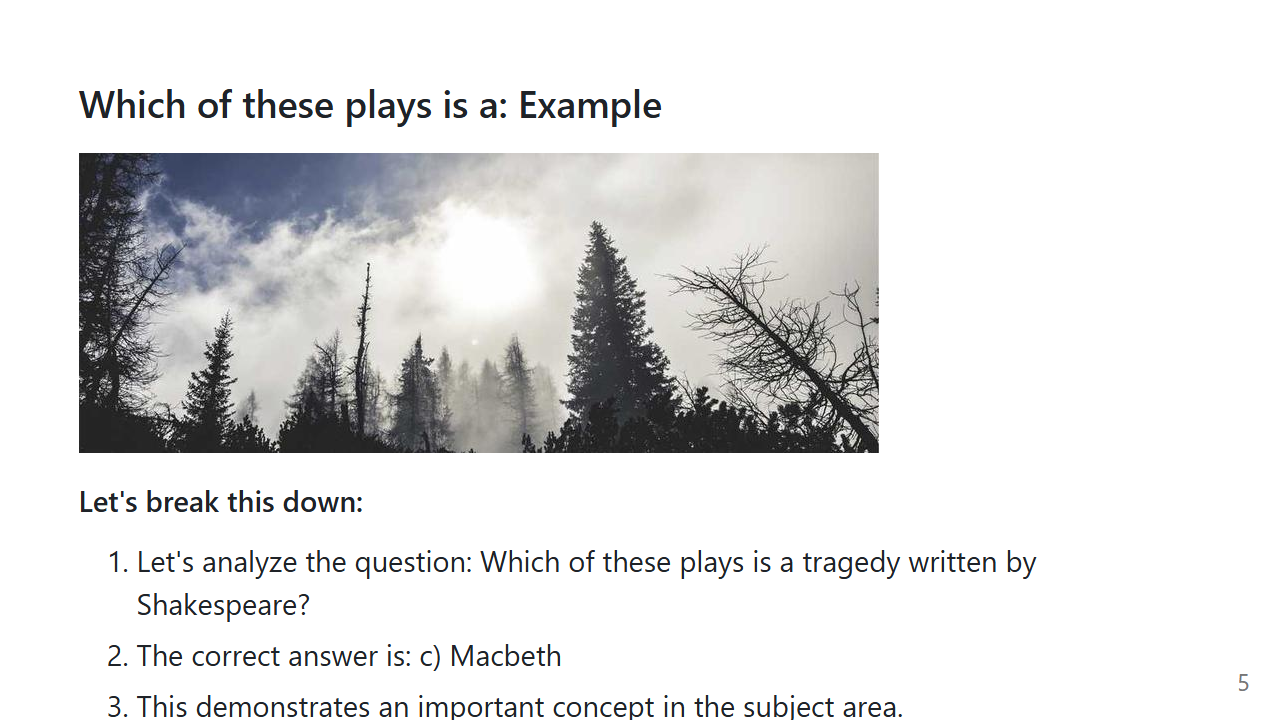 Which of these plays is a: Example
Let's break this down:
1. Let's analyze the question: Which of these plays is a tragedy written by
Shakespeare?
2. The correct answer is: c) Macbeth
3. This demonstrates an important concept in the subject area.
5